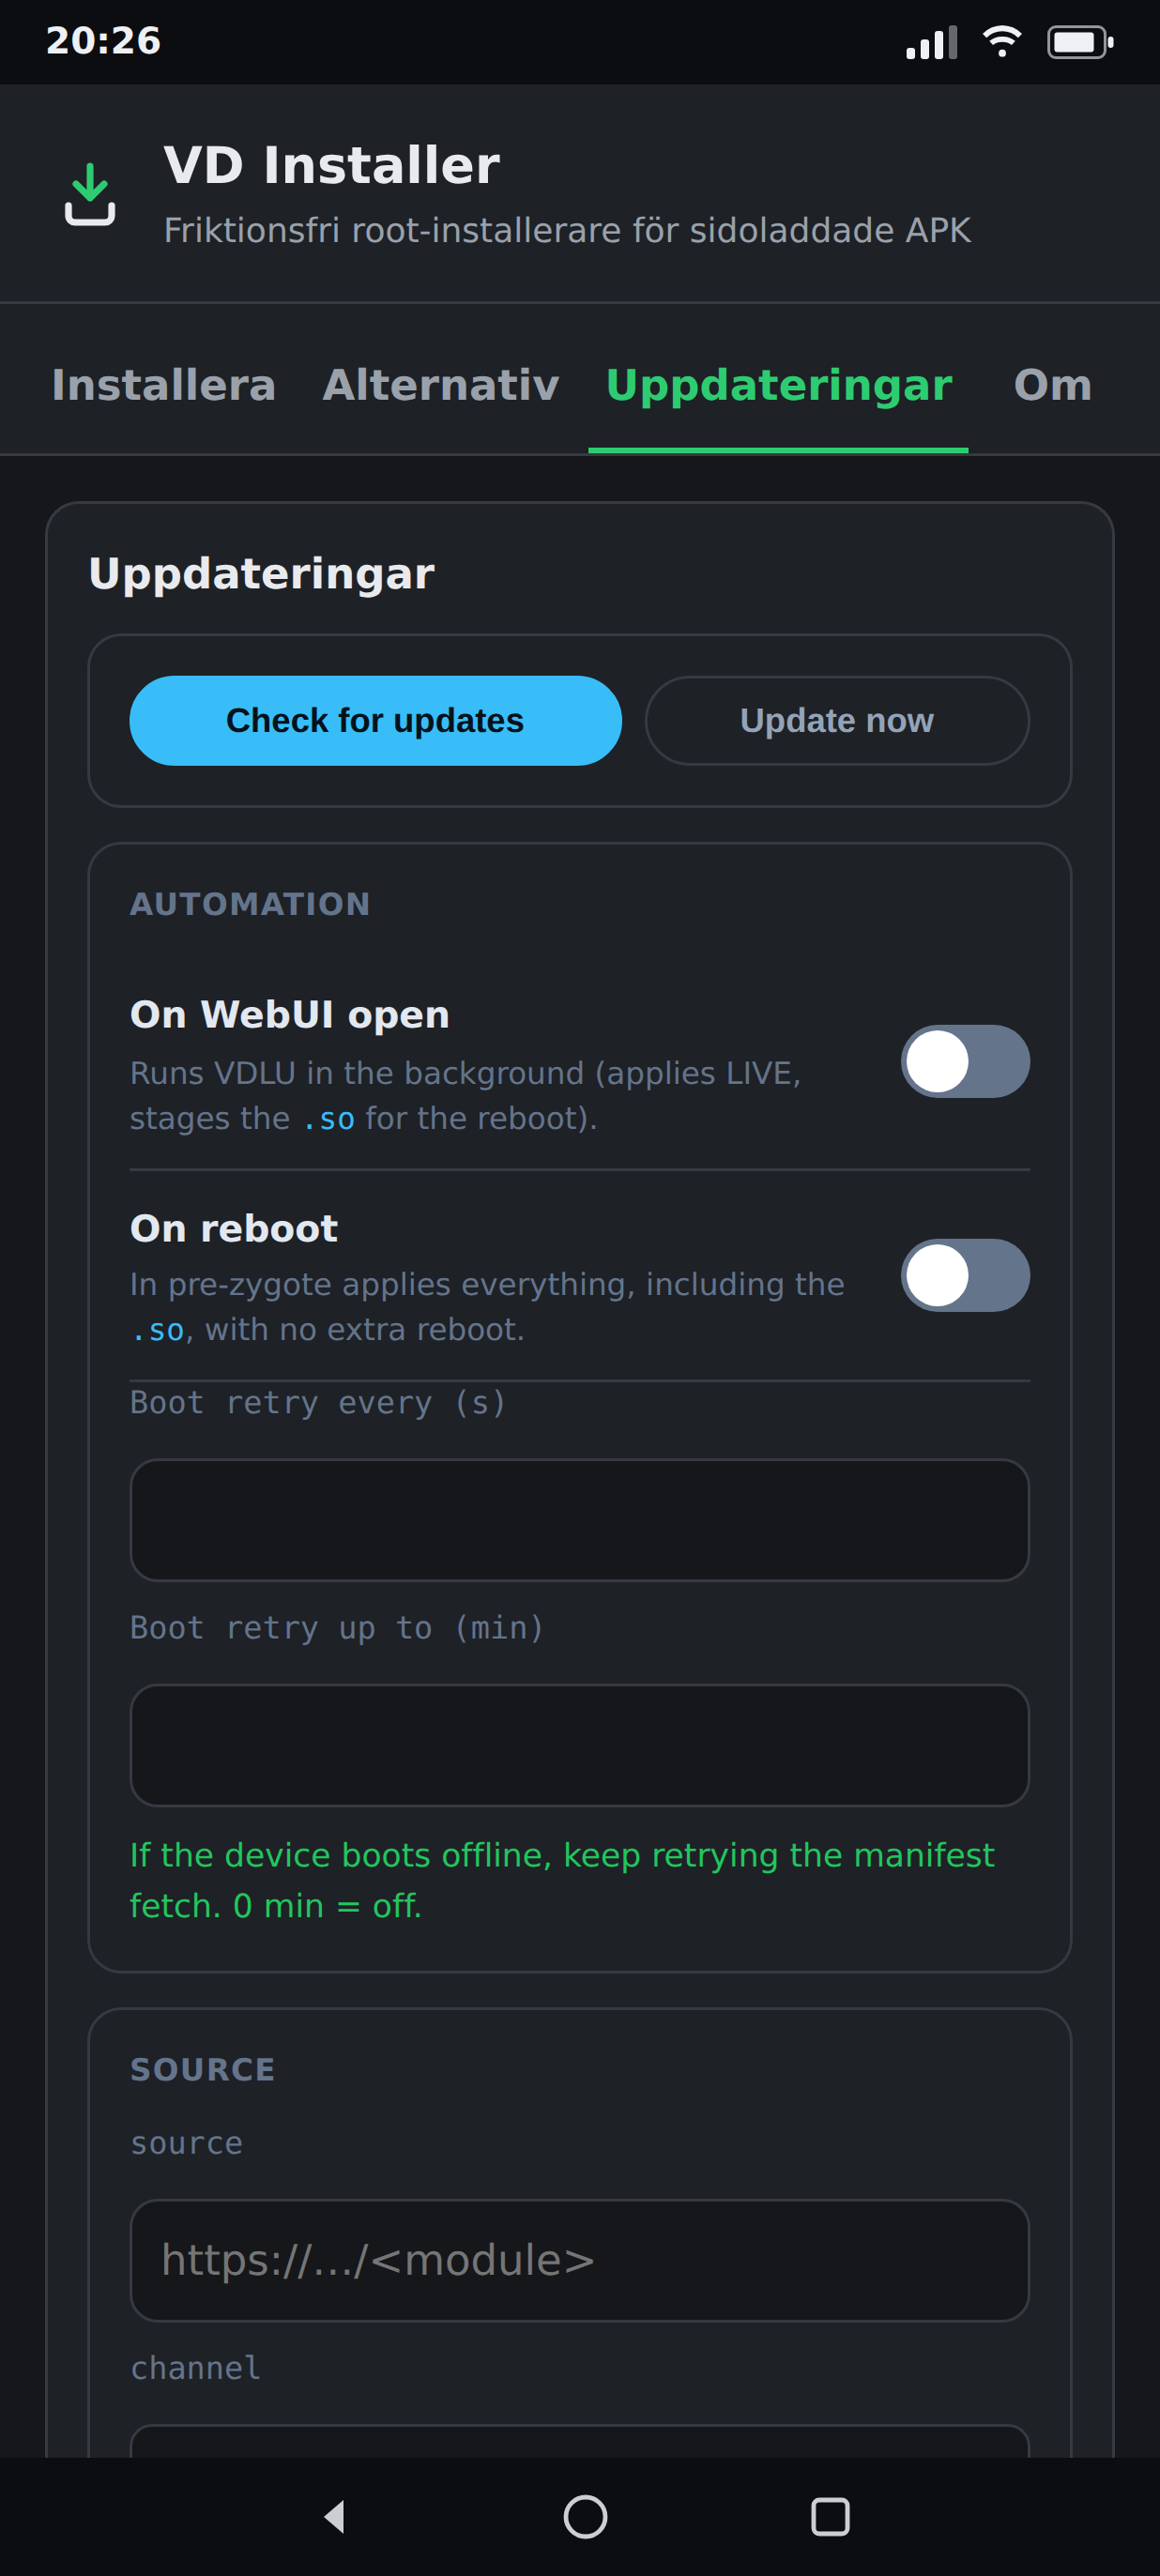 20:26
VD Installer
Friktionsfri root-installerare för sidoladdade APK
Installera Alternativ Uppdateringar Om
Uppdateringar
Check for updates Update now
AUTOMATION
On WebUI open
Runs VDLU in the background (applies LIVE,
stages the .so for the reboot).
On reboot
In pre-zygote applies everything, including the
.so, with no extra reboot.
Boot retry every (s)
Boot retry up to (min)
If the device boots offline, keep retrying the manifest
fetch. 0 min = off.
SOURCE
source
https://…/<module>
channel